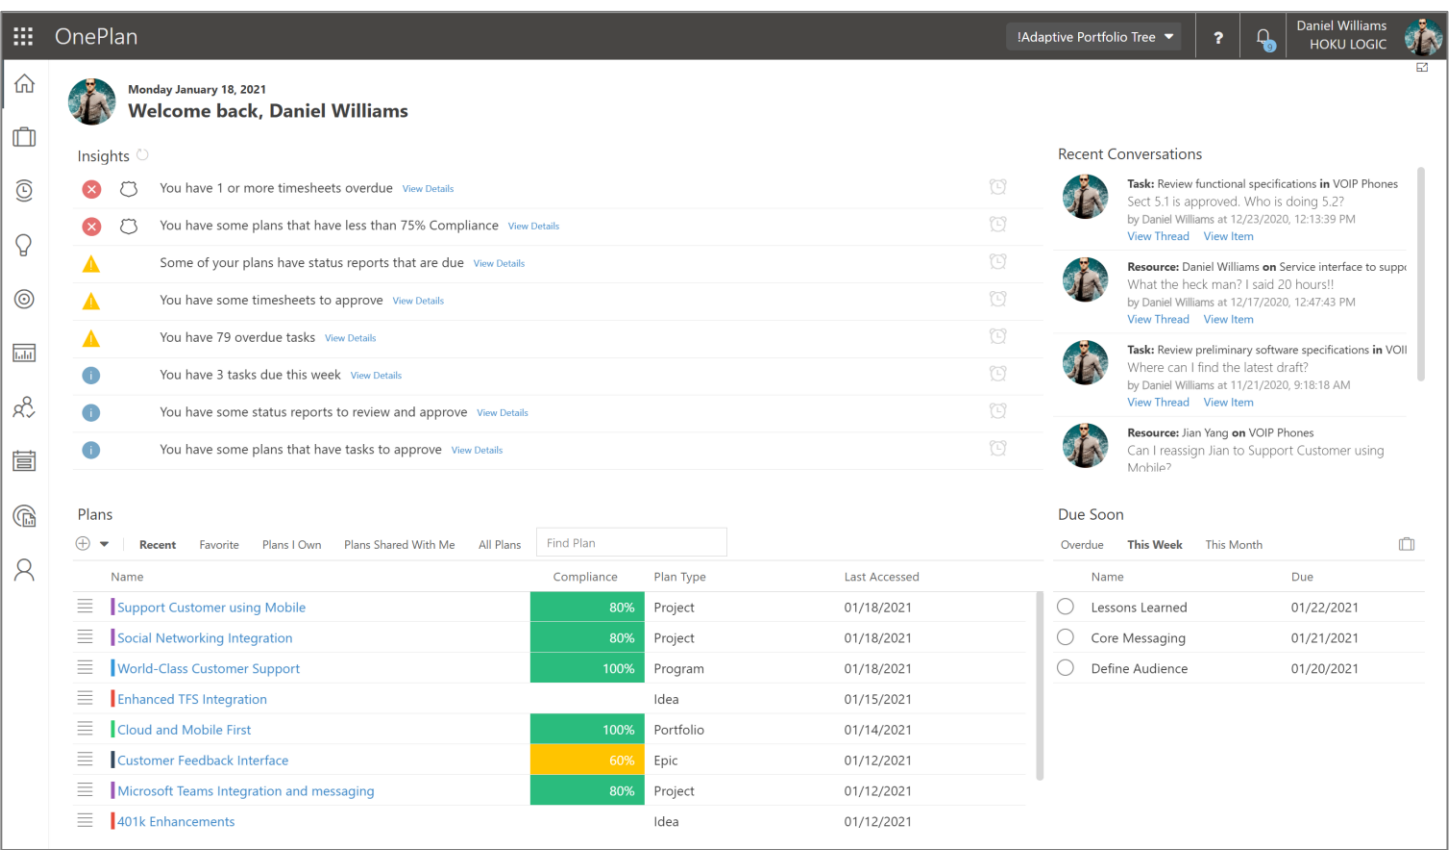 OnePlan
!Adaptive Portfolio Tree
?
Daniel Williams
HOKU LOGIC
Monday January 18, 2021
Welcome back, Daniel Williams
Insights
You have 1 or more timesheets overdue View Details
You have some plans that have less than 75% Compliance View Details
Some of your plans have status reports that are due View Details
You have some timesheets to approve View Details
You have 79 overdue tasks View Details
You have 3 tasks due this week View Details
You have some status reports to review and approve View Details
You have some plans that have tasks to approve View Details
Recent Conversations
Task: Review functional specifications in VOIP Phones
Sect 5.1 is approved. Who is doing 5.2?
by Daniel Williams at 12/23/2020, 12:13:39 PM
View Thread View Item
Resource: Daniel Williams on Service interface to suppo
What the heck man? I said 20 hours!!
by Daniel Williams at 12/17/2020, 12:47:43 PM
View Thread View Item
Task: Review preliminary software specifications in VOI
Where can I find the latest draft?
by Daniel Williams at 11/21/2020, 9:18:18 AM
View Thread View Item
Resource: Jian Yang on VOIP Phones
Can I reassign Jian to Support Customer using
Mobile?
Plans
Recent Favorite Plans I Own Plans Shared With Me All Plans Find Plan
Name Compliance Plan Type Last Accessed
Support Customer using Mobile 80% Project 01/18/2021
Social Networking Integration 80% Project 01/18/2021
World-Class Customer Support 100% Program 01/18/2021
Enhanced TFS Integration Idea 01/15/2021
Cloud and Mobile First 100% Portfolio 01/14/2021
Customer Feedback Interface 60% Epic 01/12/2021
Microsoft Teams Integration and messaging 80% Project 01/12/2021
401k Enhancements Idea 01/12/2021
Due Soon
Overdue This Week This Month
Name Due
Lessons Learned 01/22/2021
Core Messaging 01/21/2021
Define Audience 01/20/2021